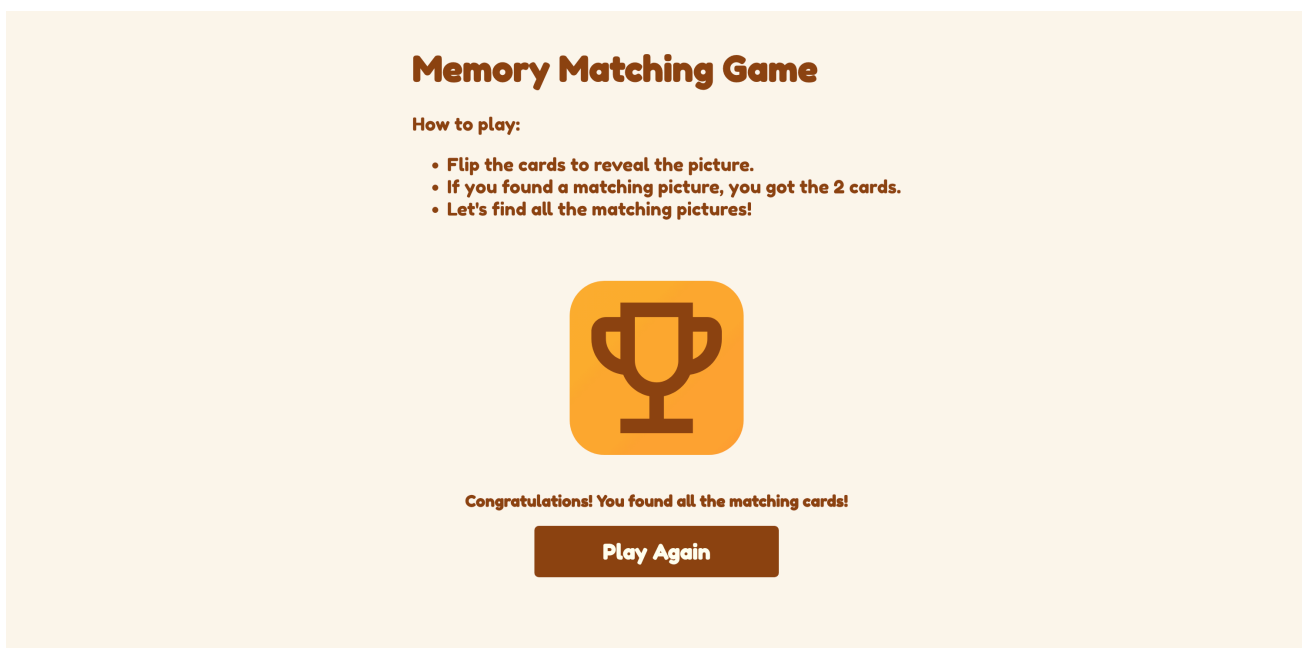 Memory Matching Game
How to play:
• Flip the cards to reveal the picture.
• If you found a matching picture, you got the 2 cards.
• Let's find all the matching pictures!
Congratulations! You found all the matching cards!
Play Again